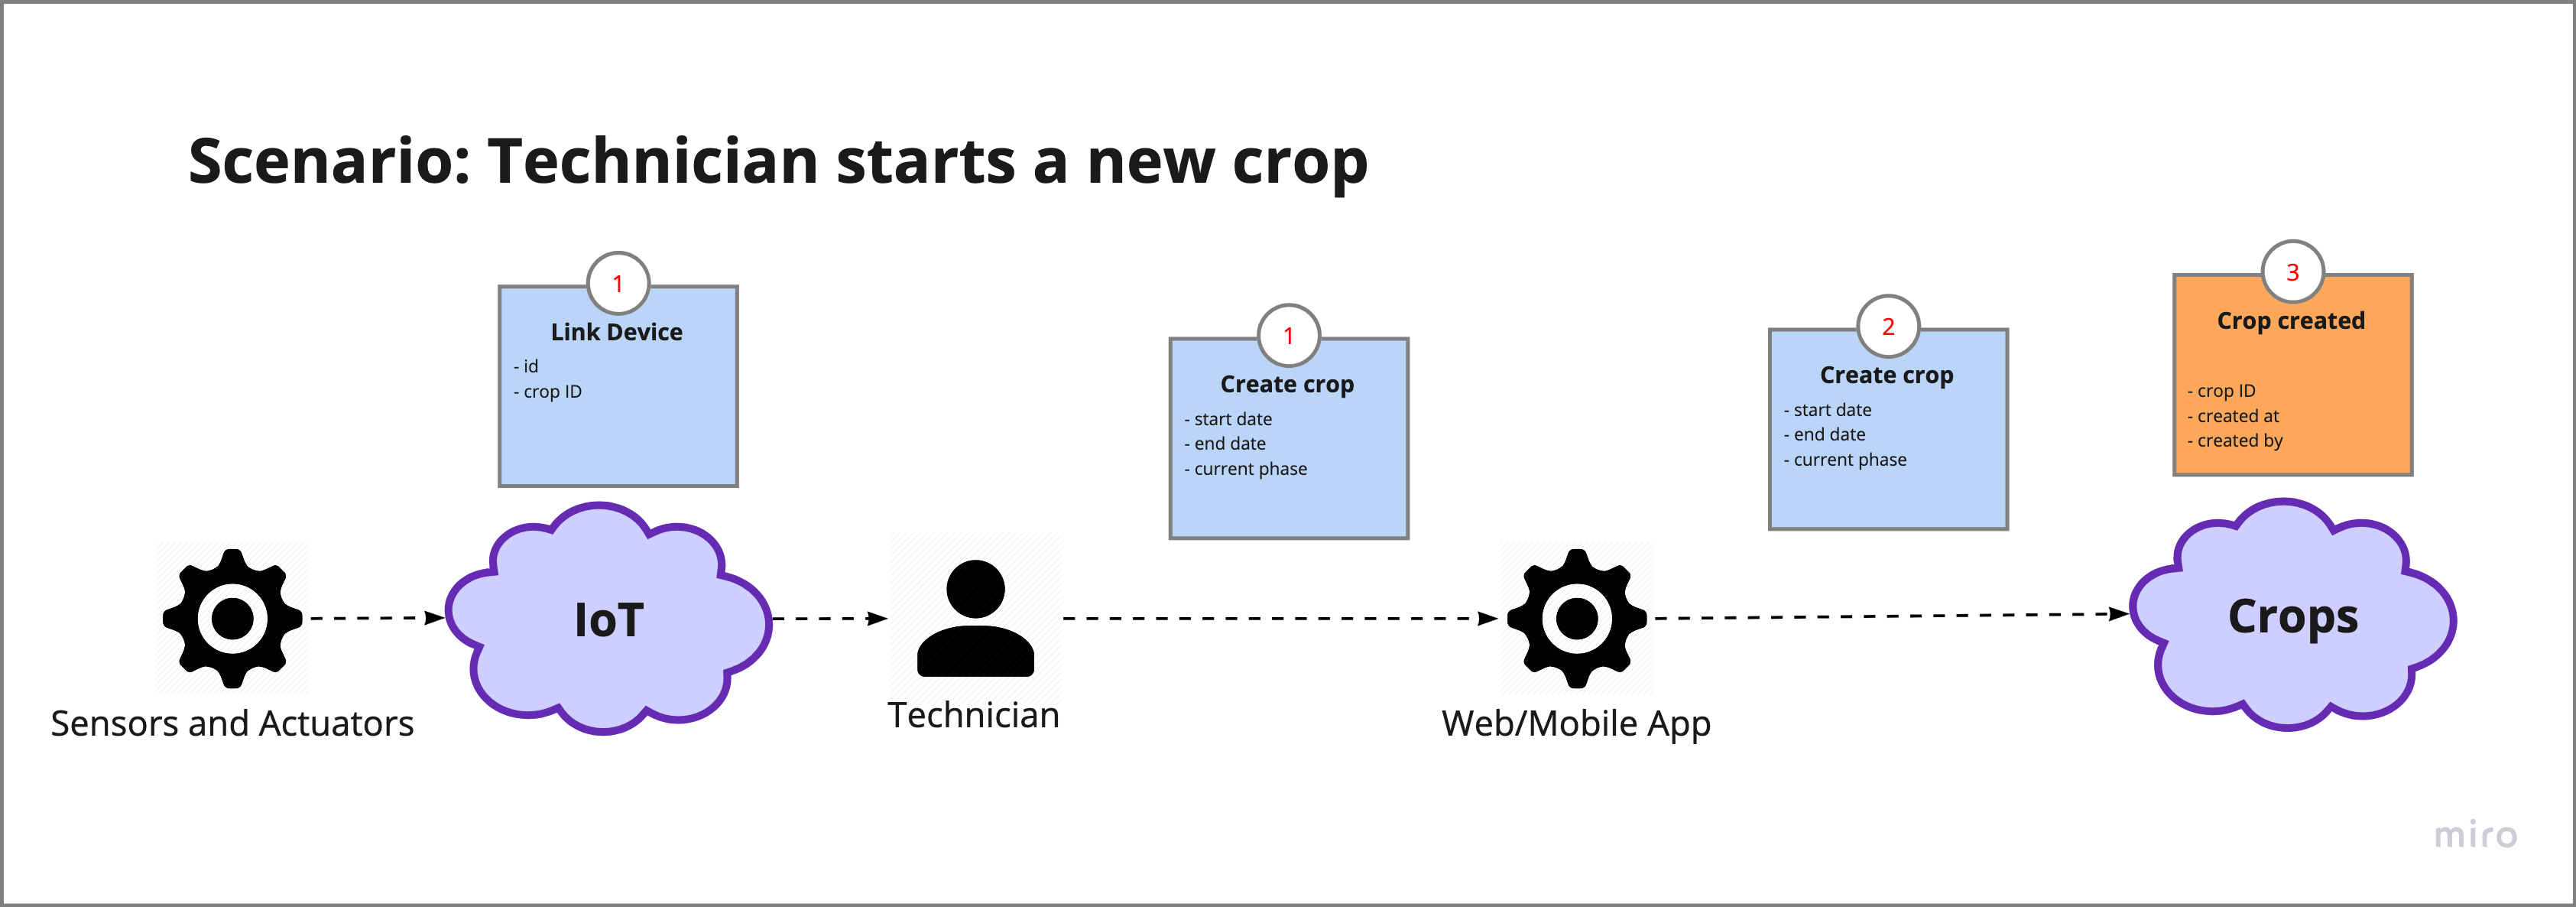 Scenario: Technician starts a new crop
1
Link Device
- id
- crop ID
1
Create crop
- start date
- end date
- current phase
2
Create crop
- start date
- end date
- current phase
3
Crop created
- crop ID
- created at
- created by
Sensors and Actuators
IoT
Technician
Web/Mobile App
Crops
miro